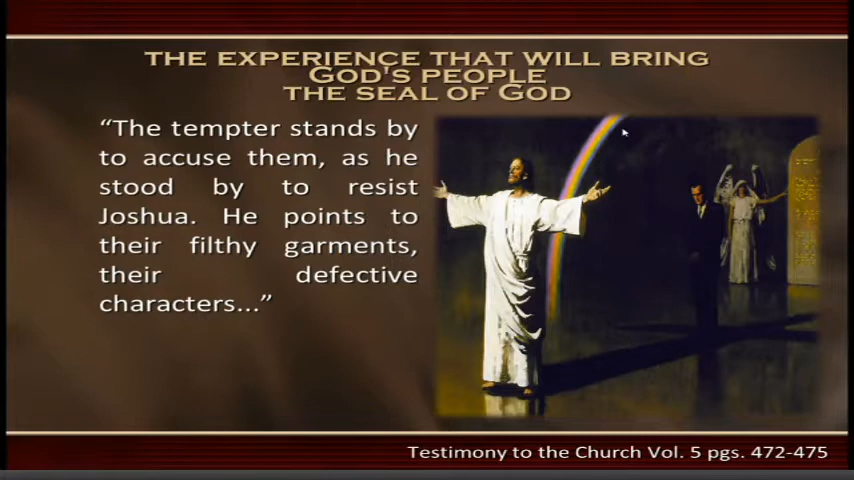 THE EXPERIENCE THAT WILL BRING
GOD'S PEOPLE
THE SEAL OF GOD
“The tempter stands by
to accuse them, as he
stood by to resist
Joshua. He points to
their filthy garments,
their defective
characters...”
Testimony to the Church Vol. 5 pgs. 472-475